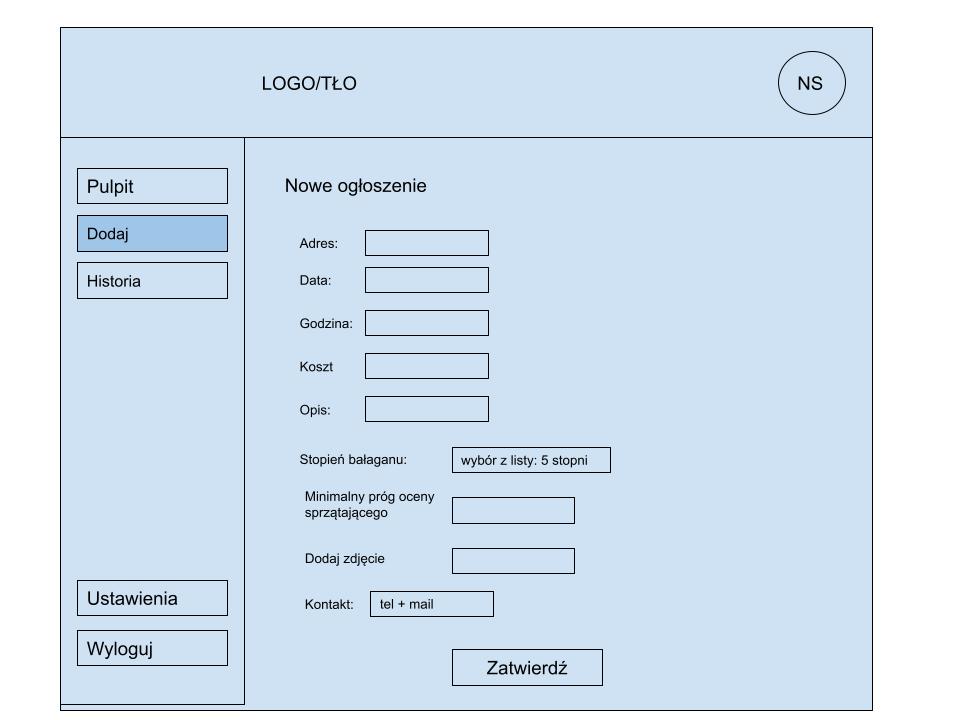 LOGO/TŁO
NS
Pulpit
Dodaj
Historia
Ustawienia
Wyloguj
Nowe ogłoszenie
Adres:
Data:
Godzina:
Koszt
Opis:
Stopień bałaganu:
wybór z listy: 5 stopni
Minimalny próg oceny
sprzątającego
Dodaj zdjęcie
Kontakt:
tel + mail
Zatwierdź